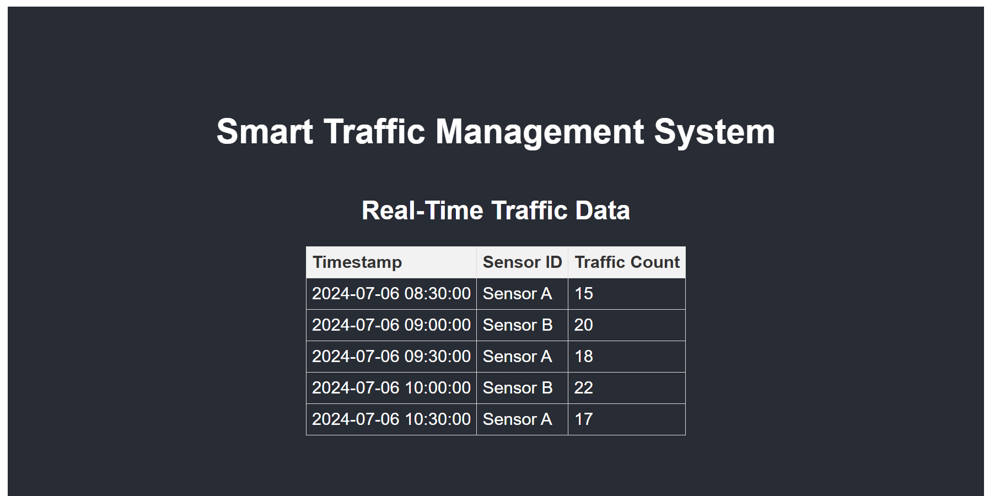 Smart Traffic Management System
Real-Time Traffic Data
Timestamp Sensor ID Traffic Count
2024-07-06 08:30:00 Sensor A 15
2024-07-06 09:00:00 Sensor B 20
2024-07-06 09:30:00 Sensor A 18
2024-07-06 10:00:00 Sensor B 22
2024-07-06 10:30:00 Sensor A 17